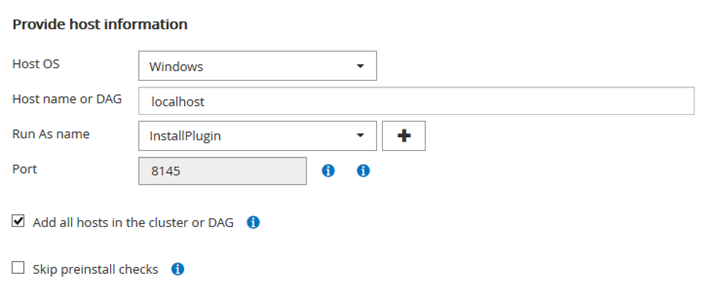 Provide host information
Host OS Windows
Host name or DAG localhost
Run As name InstallPlugin
Port 8145
Add all hosts in the cluster or DAG
Skip preinstall checks